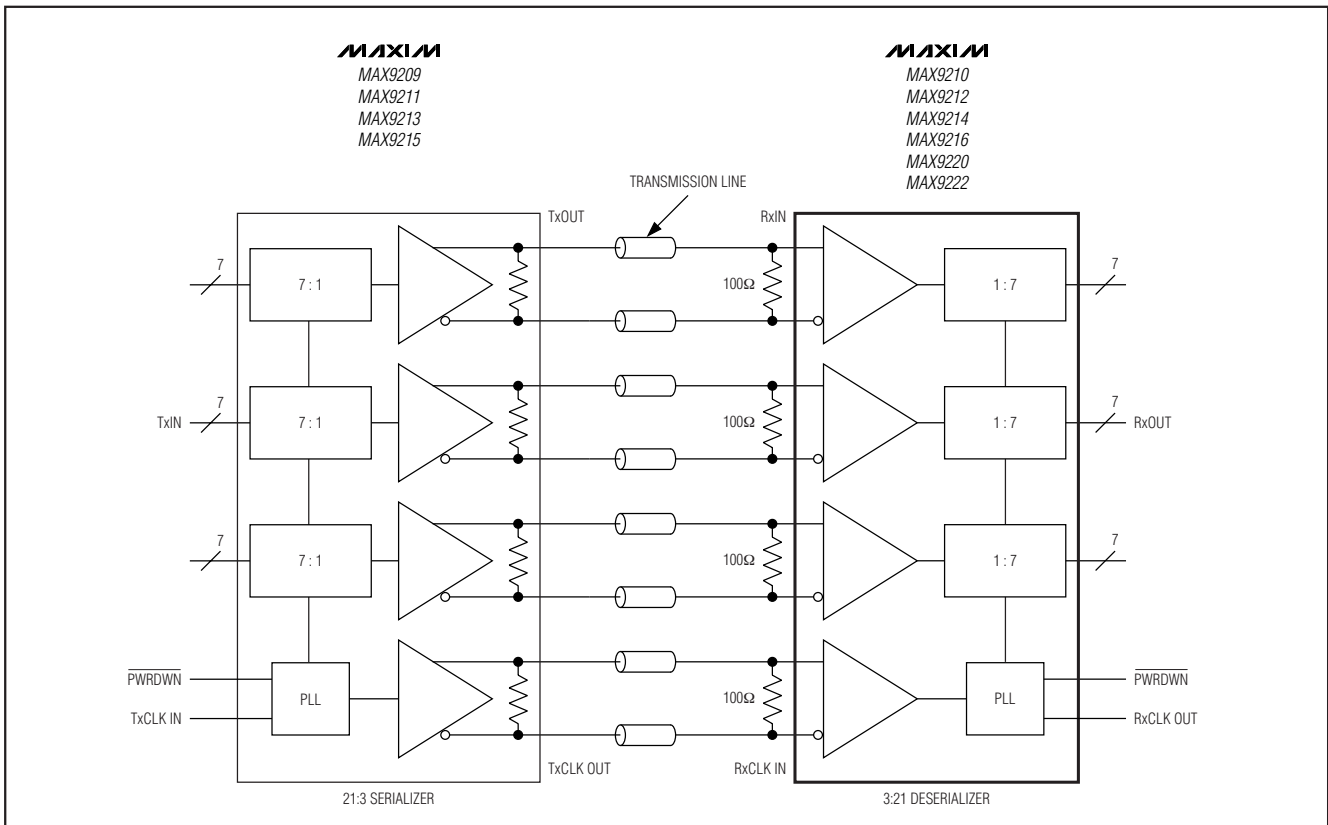 MAXIM
MAX9209
MAX9211
MAX9213
MAX9215
MAXIM
MAX9210
MAX9212
MAX9214
MAX9216
MAX9220
MAX9222
TRANSMISSION LINE
TxOUT
RxIN
7
7 : 1
100Ω
1 : 7
7
TxIN
7
7 : 1
100Ω
1 : 7
7
RxOUT
7
7 : 1
100Ω
1 : 7
7
PWRDWN
TxCLK IN
PLL
100Ω
PLL
PWRDWN
RxCLK OUT
TxCLK OUT
RxCLK IN
21:3 SERIALIZER
3:21 DESERIALIZER